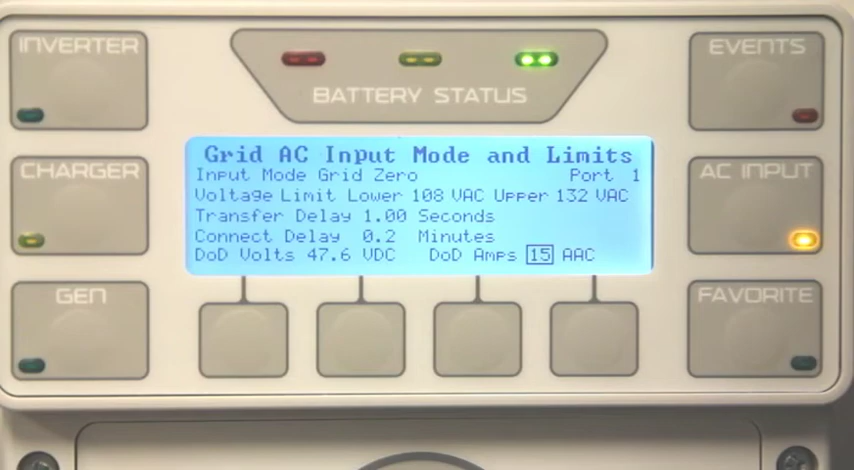 INVERTER
EVENTS
BATTERY STATUS
CHARGER
AC INPUT
GEN
FAVORITE
Grid AC Input Mode and Limits
Input Mode Grid Zero Port 1
Voltage Limit Lower 108 VAC Upper 132 VAC
Transfer Delay 1.00 Seconds
Connect Delay 0.2 Minutes
DoD Volts 47.6 VDC DoD Amps 15 AAC